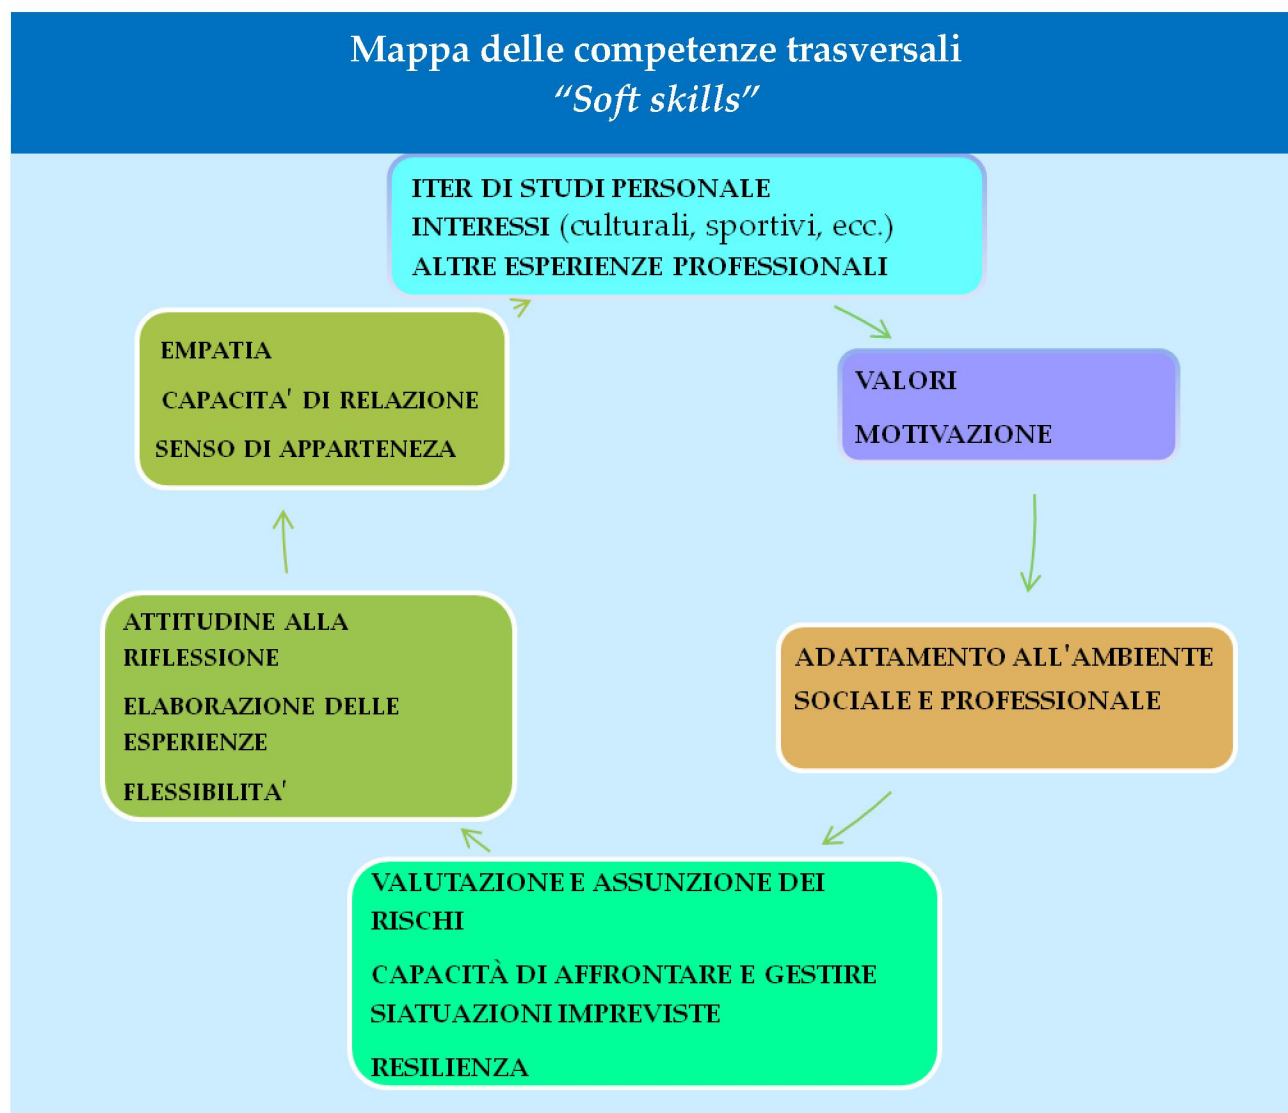 Mappa delle competenze trasversali
“Soft skills”
ITER DI STUDI PERSONALE
INTERESSI (culturali, sportivi, ecc.)
ALTRE ESPERIENZE PROFESSIONALI
VALORI
MOTIVAZIONE
ADATTAMENTO ALL'AMBIENTE
SOCIALE E PROFESSIONALE
VALUTAZIONE E ASSUNZIONE DEI
RISCHI
CAPACITÀ DI AFFRONTARE E GESTIRE
SIATUAZIONI IMPREVISTE
RESILIENZA
ATTITUDINE ALLA
RIFLESSIONE
ELABORAZIONE DELLE
ESPERIENZE
FLESSIBILITA'
EMPATIA
CAPACITA' DI RELAZIONE
SENSO DI APPARTENEZA